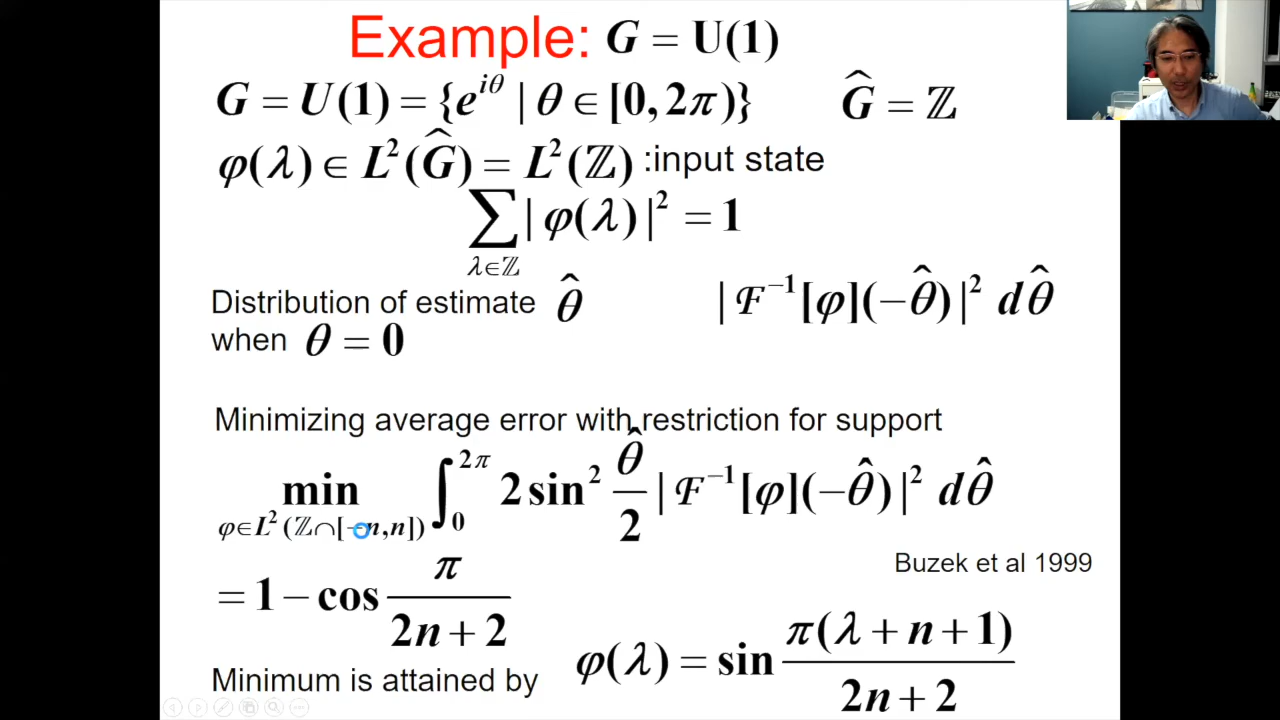 Example: G = U(1)
G = U(1) = {e^{iθ} | θ ∈ [0, 2π)}    Ĝ = ℤ
φ(λ) ∈ L²(Ĝ) = L²(ℤ) :input state
∑_{λ∈ℤ} | φ(λ) |² = 1
Distribution of estimate θ̂    | ℱ⁻¹[φ](−θ̂) |² dθ̂
when θ = 0
Minimizing average error with restriction for support
min_{φ∈L²(ℤ∩[−n,n])} ∫₀^{2π} 2 sin² θ̂/2 | ℱ⁻¹[φ](−θ̂) |² dθ̂
Buzek et al 1999
= 1 − cos π/(2n + 2)
Minimum is attained by φ(λ) = sin π(λ + n + 1)/(2n + 2)